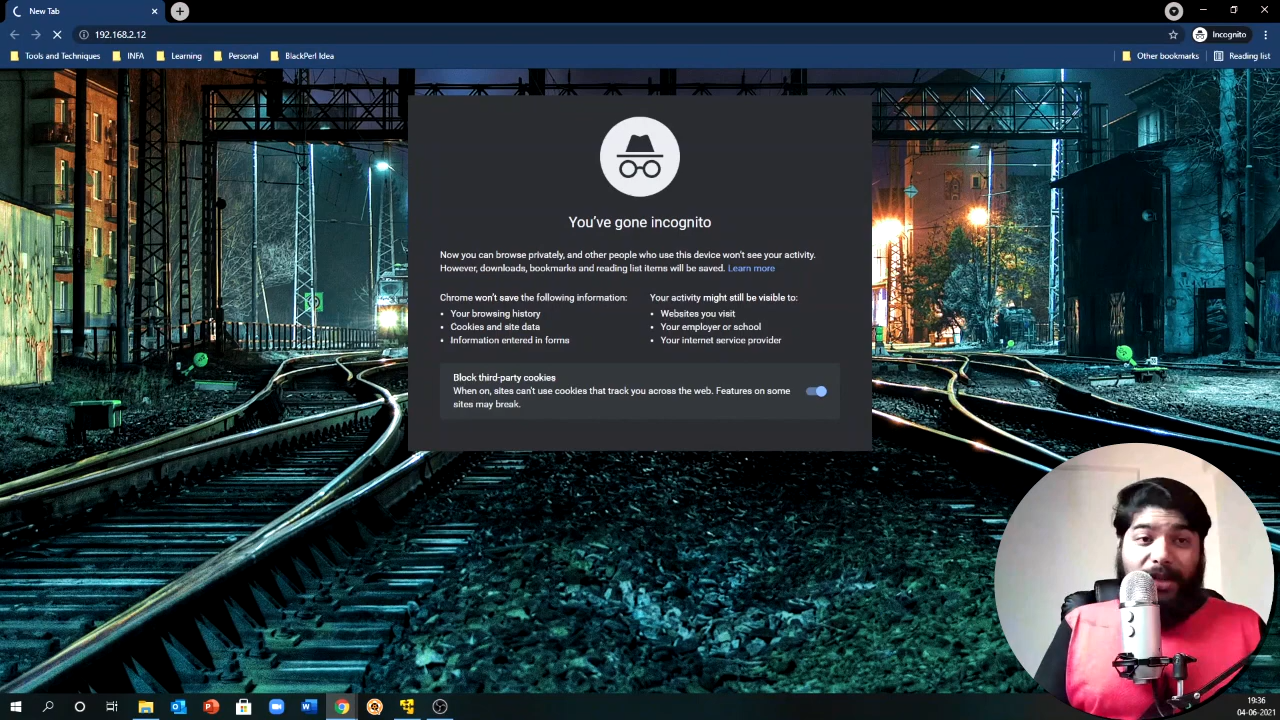 New Tab
192.168.2.12
Incognito
Tools and Techniques
INFA
Learning
Personal
BlackPerl Idea
Other bookmarks
Reading list
You've gone incognito
Now you can browse privately, and other people who use this device won't see your activity.
However, downloads, bookmarks and reading list items will be saved. Learn more
Chrome won't save the following information:
• Your browsing history
• Cookies and site data
• Information entered in forms
Your activity might still be visible to:
• Websites you visit
• Your employer or school
• Your internet service provider
Block third-party cookies
When on, sites can't use cookies that track you across the web. Features on some
sites may break.
19:36
04-06-2021